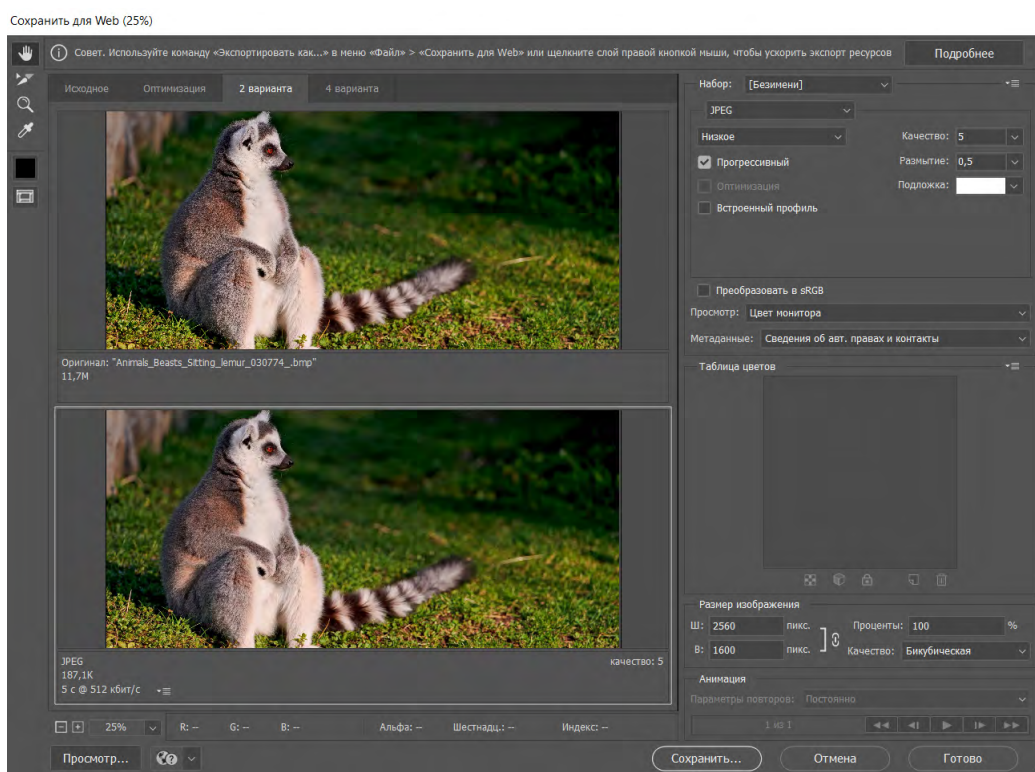 Сохранить для Web (25%)
Совет. Используйте команду «Экспортировать как...» в меню «Файл» > «Сохранить для Web» или щелкните слой правой кнопкой мыши, чтобы ускорить экспорт ресурсов
Подробнее
Исходное Оптимизация 2 варианта 4 варианта
Оригинал: "Animals_Beasts_Sitting_lemur_030774_.bmp"
11,7M
JPEG качество: 5
187,1K
5 с @ 512 кбит/с
25% R: -- G: -- B: -- Альфа: -- Шестнадц.: -- Индекс: --
Просмотр...
Набор: [Безимени]
JPEG
Низкое Качество: 5
Прогрессивный Размытие: 0,5
Оптимизация Подложка:
Встроенный профиль
Преобразовать в sRGB
Просмотр: Цвет монитора
Метаданные: Сведения об авт. правах и контакты
Таблица цветов
Размер изображения
Ш: 2560 пикс. Проценты: 100 %
В: 1600 пикс. Качество: Бикубическая
Анимация
Параметры повторов: Постоянно
1 из 1
Сохранить... Отмена Готово